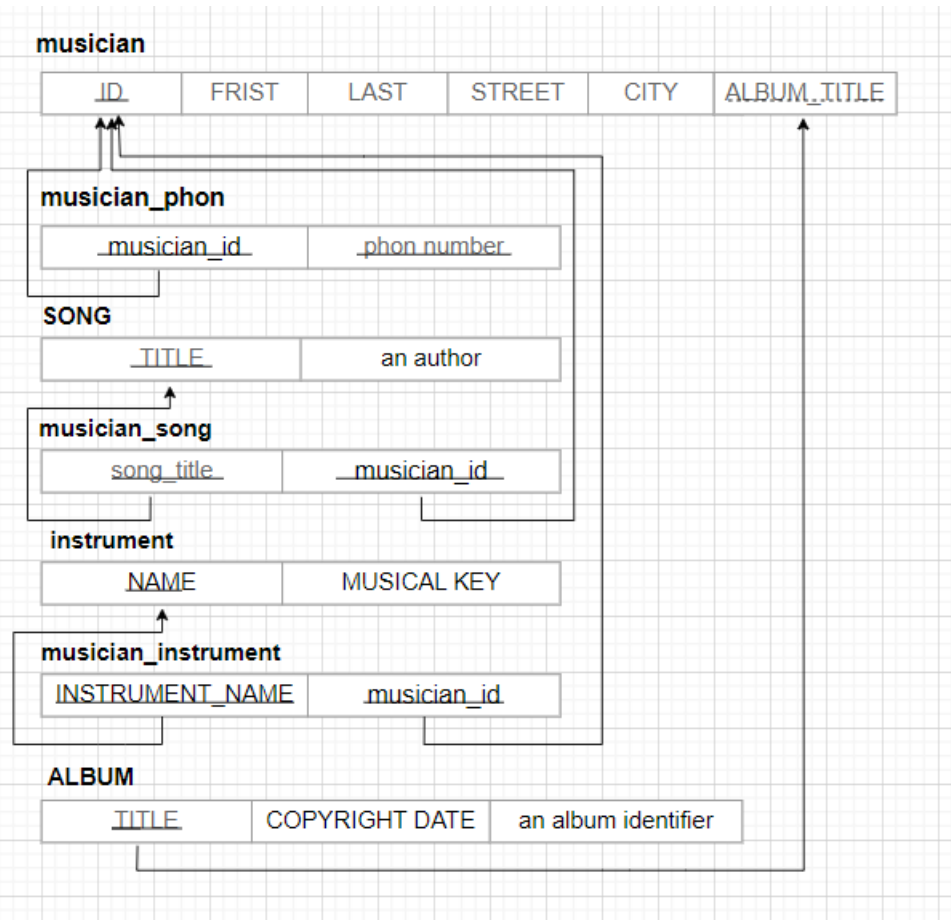 musician
ID FRIST LAST STREET CITY ALBUM_TITLE
musician_phon
musician_id phon number
SONG
TITLE an author
musician_song
song_title musician_id
instrument
NAME MUSICAL KEY
musician_instrument
INSTRUMENT_NAME musician_id
ALBUM
TITLE COPYRIGHT DATE an album identifier